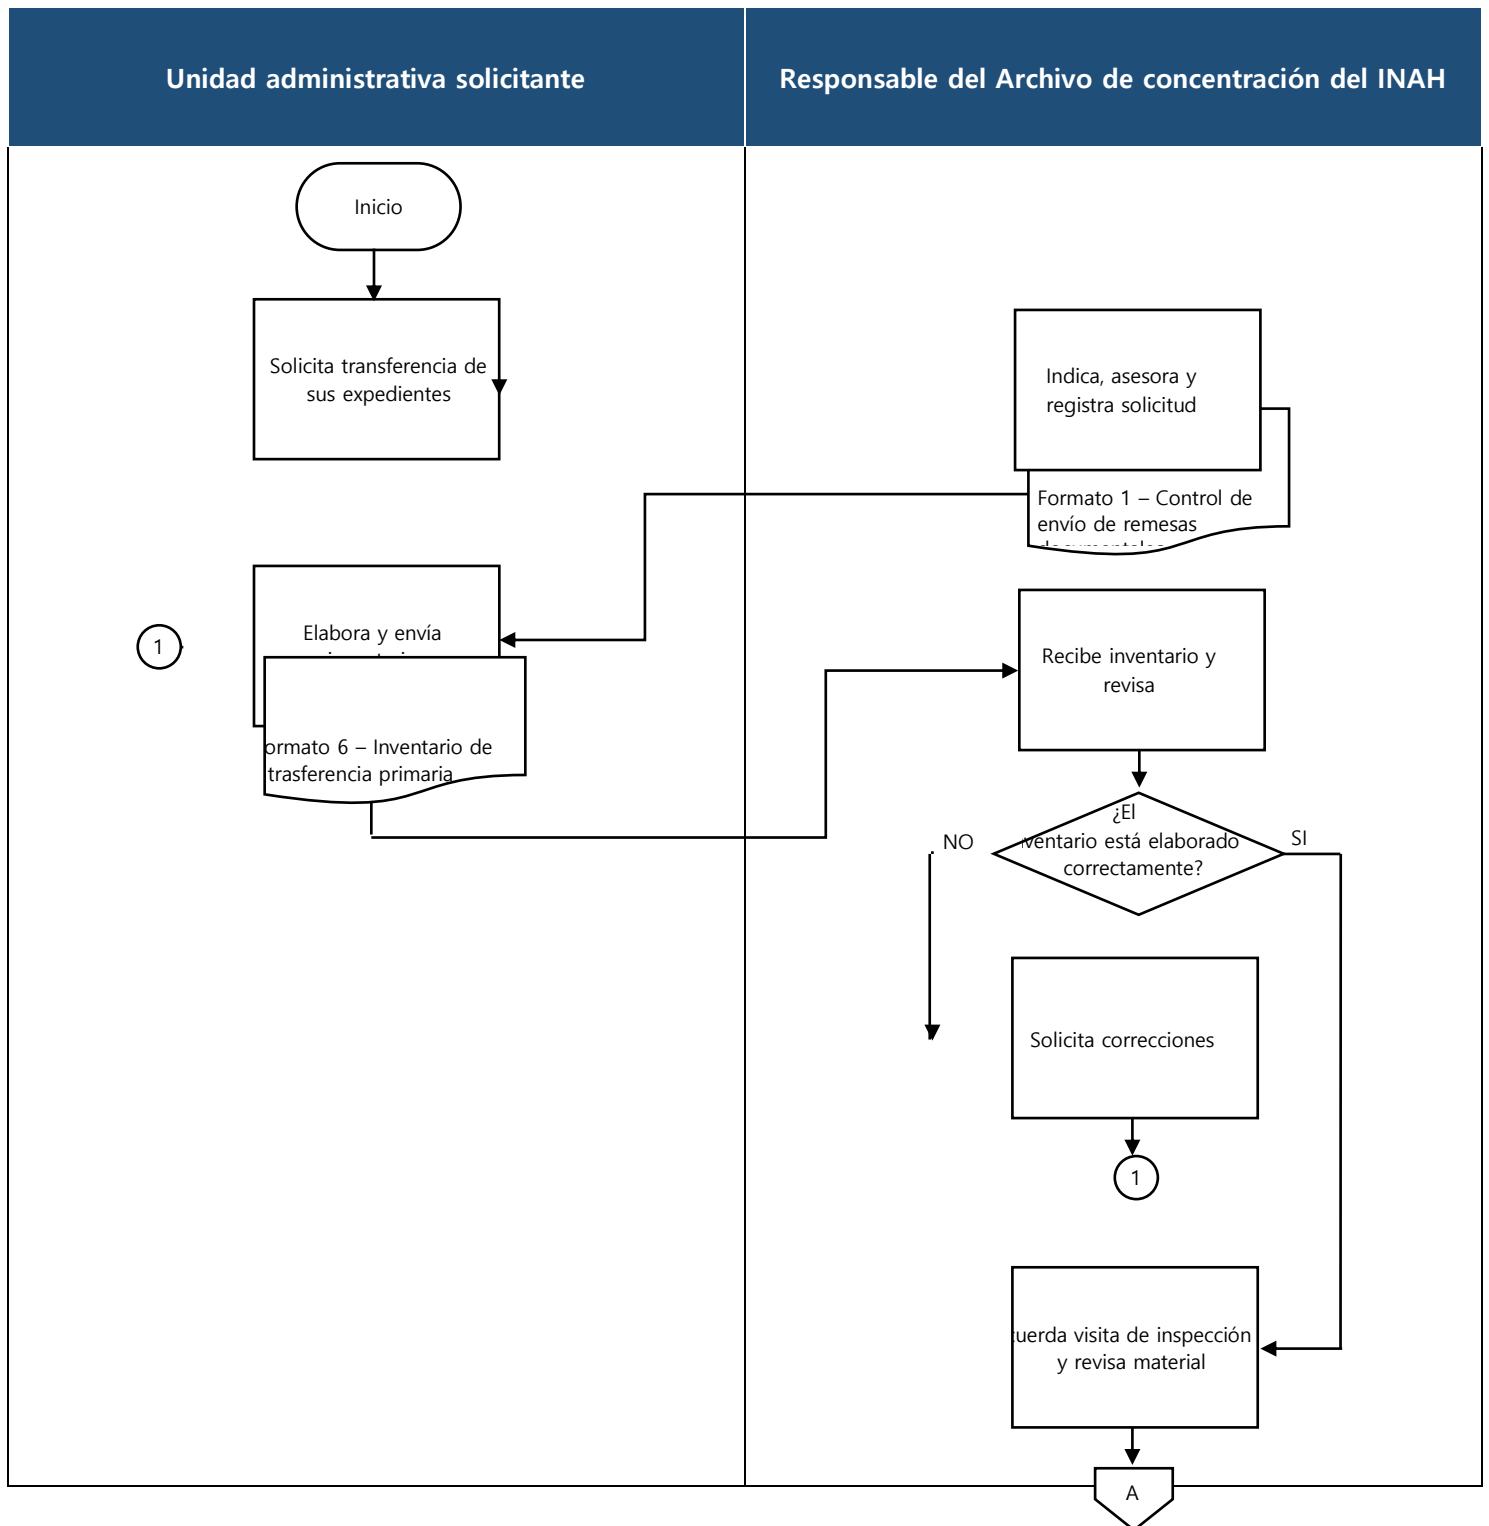 Unidad administrativa solicitante
Responsable del Archivo de concentración del INAH
Inicio
Solicita transferencia de
sus expedientes
Indica, asesora y
registra solicitud
Formato 1 – Control de
envío de remesas
1
Elabora y envía
ormato 6 – Inventario de
trasferencia primaria
Recibe inventario y
revisa
¿El
ventario está elaborado
correctamente?
NO
SI
Solicita correcciones
1
uerda visita de inspección
y revisa material
A